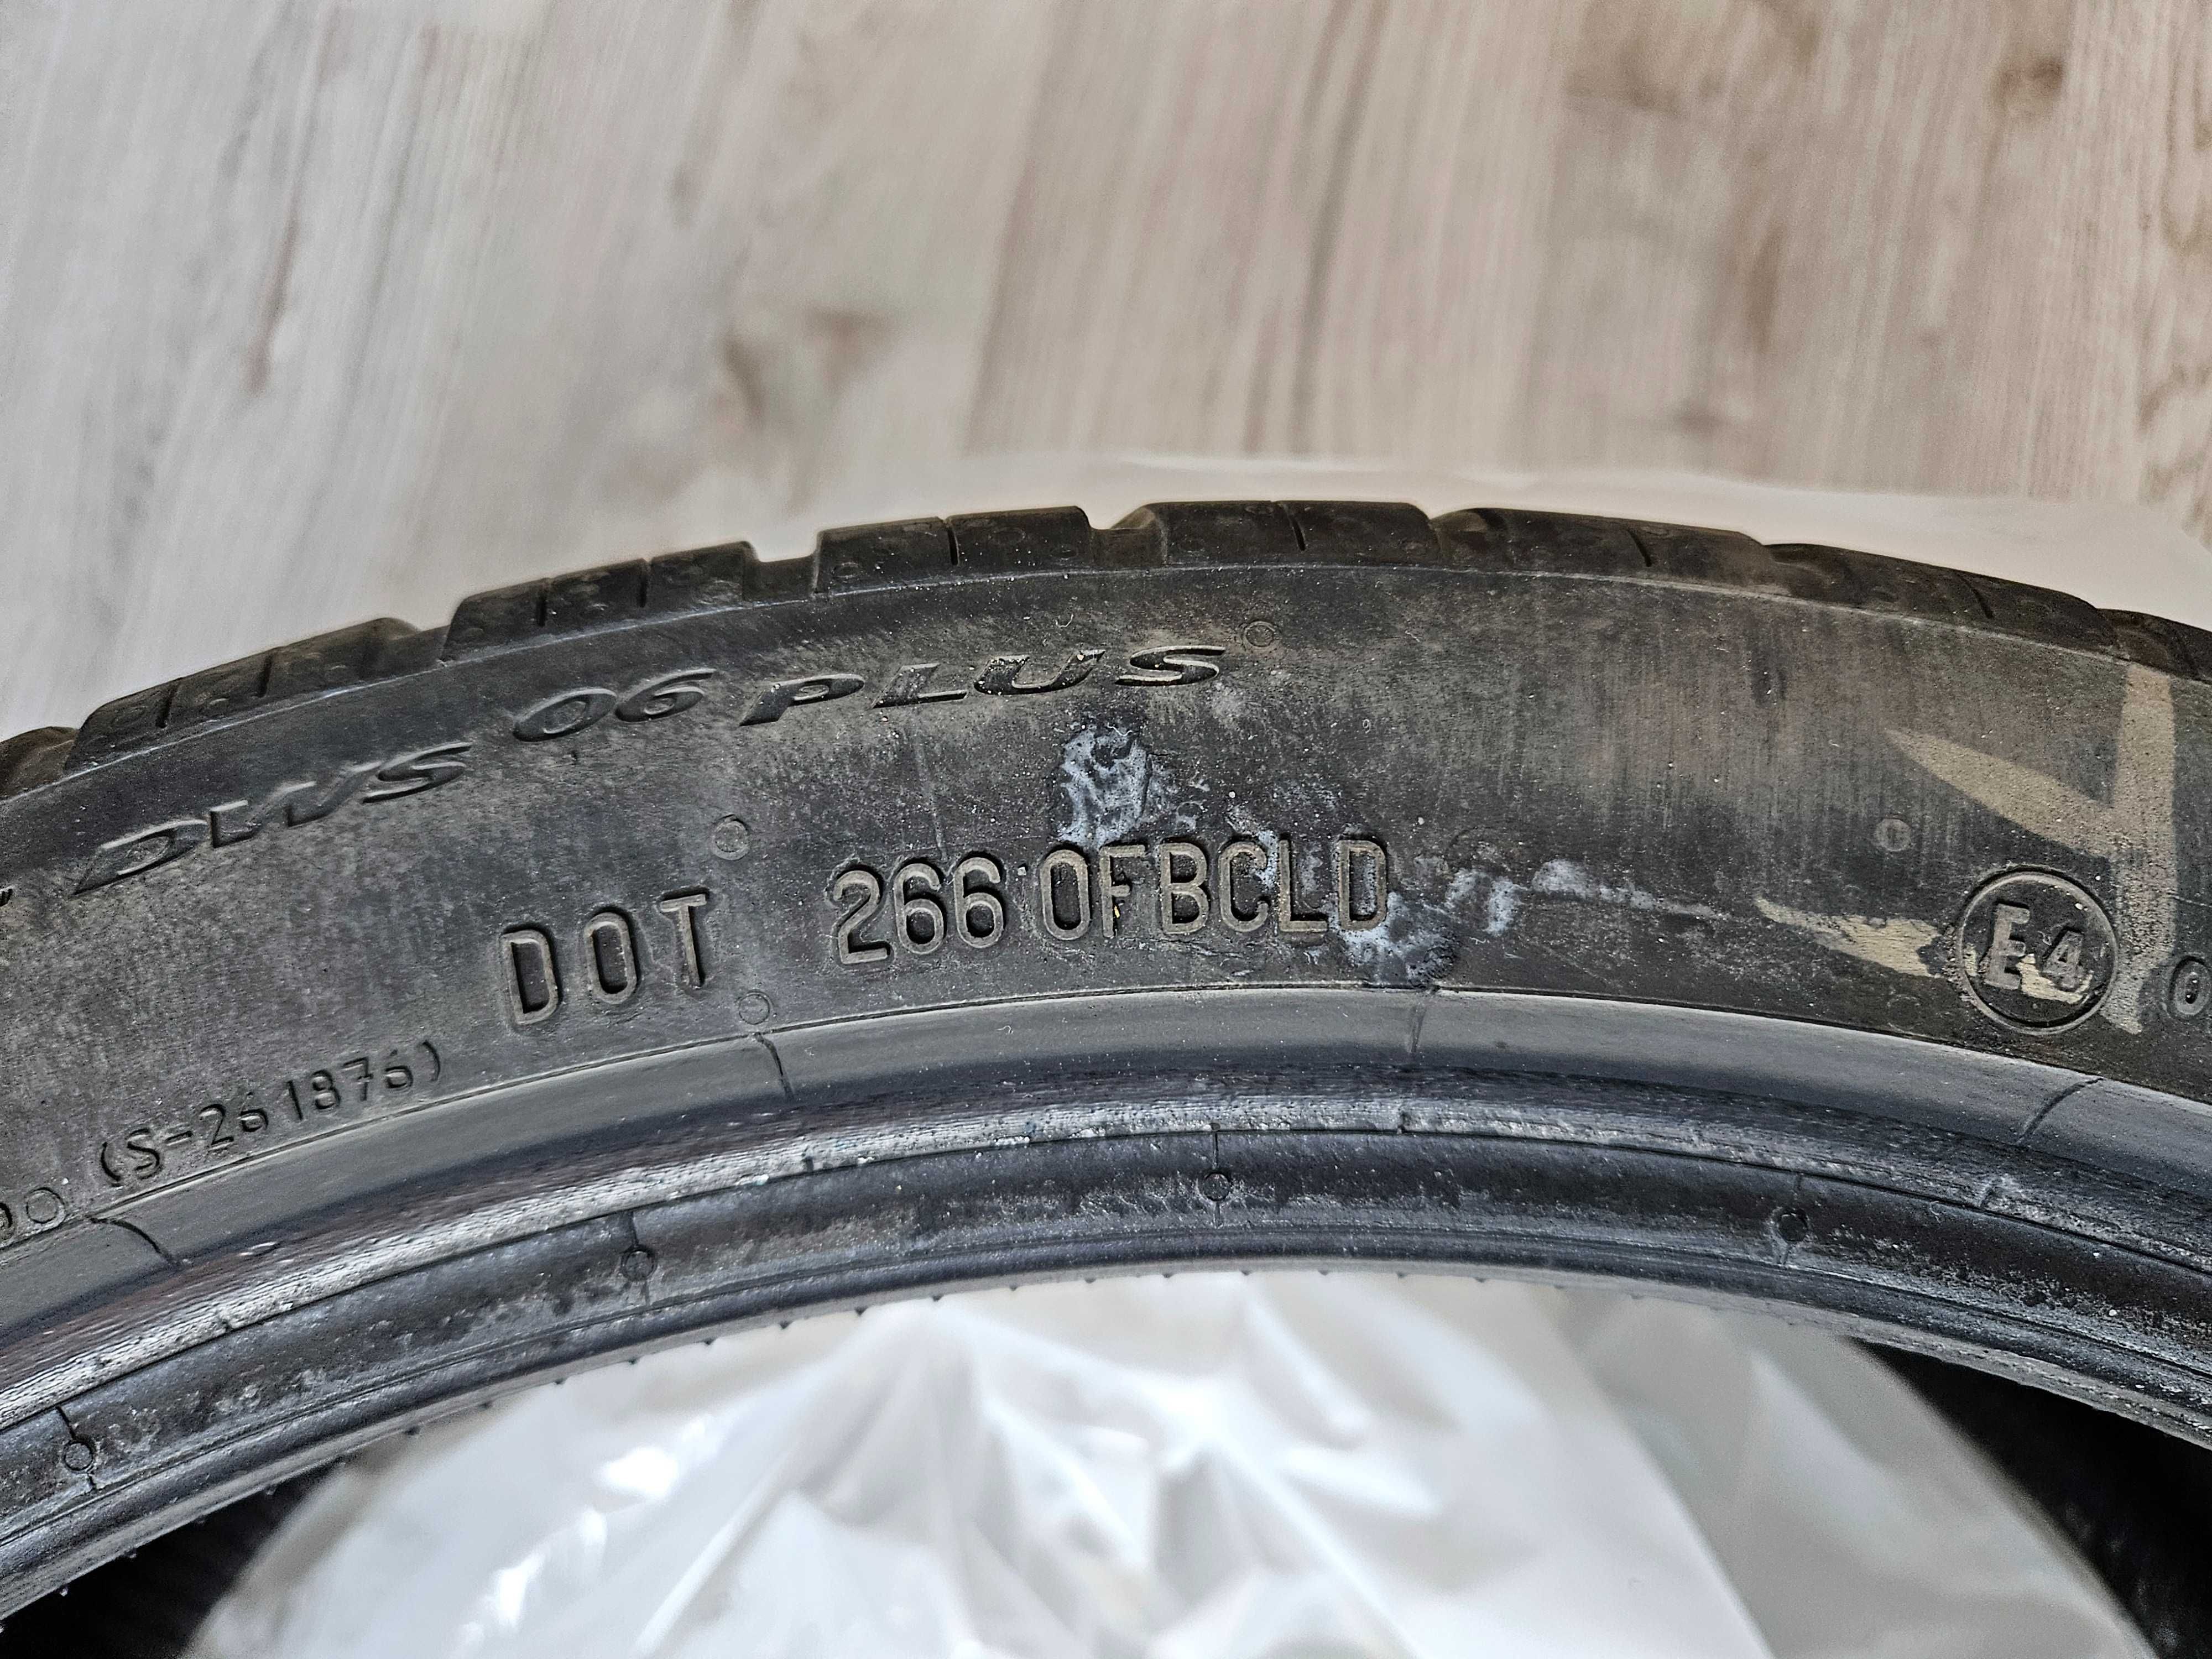 DWS 06 PLUS
DOT 266 0FBCLD
E4
(S-261876)